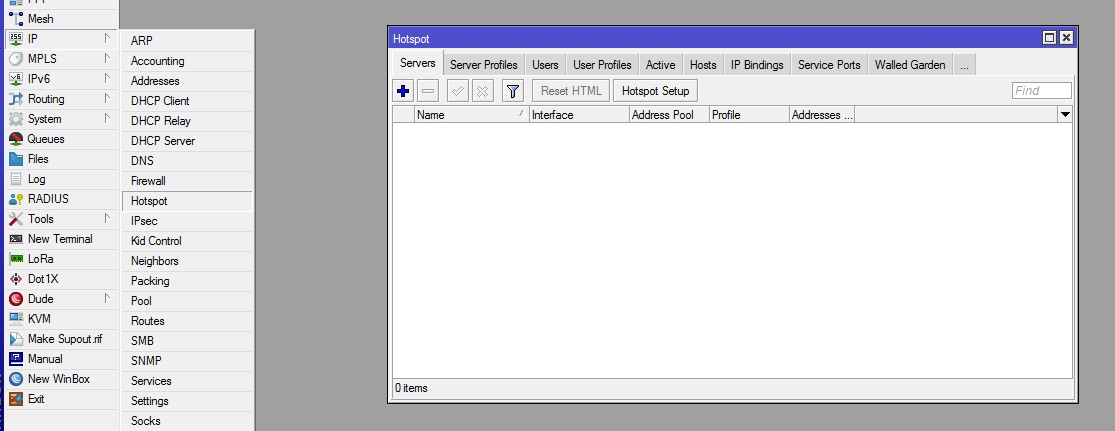 Mesh
IP
MPLS
IPv6
Routing
System
Queues
Files
Log
RADIUS
Tools
New Terminal
LoRa
Dot1X
Dude
KVM
Make Supout.rif
Manual
New WinBox
Exit
ARP
Accounting
Addresses
DHCP Client
DHCP Relay
DHCP Server
DNS
Firewall
Hotspot
IPsec
Kid Control
Neighbors
Packing
Pool
Routes
SMB
SNMP
Services
Settings
Socks
Hotspot
Servers Server Profiles Users User Profiles Active Hosts IP Bindings Service Ports Walled Garden ...
Reset HTML Hotspot Setup Find
Name Interface Address Pool Profile Addresses ...
0 items